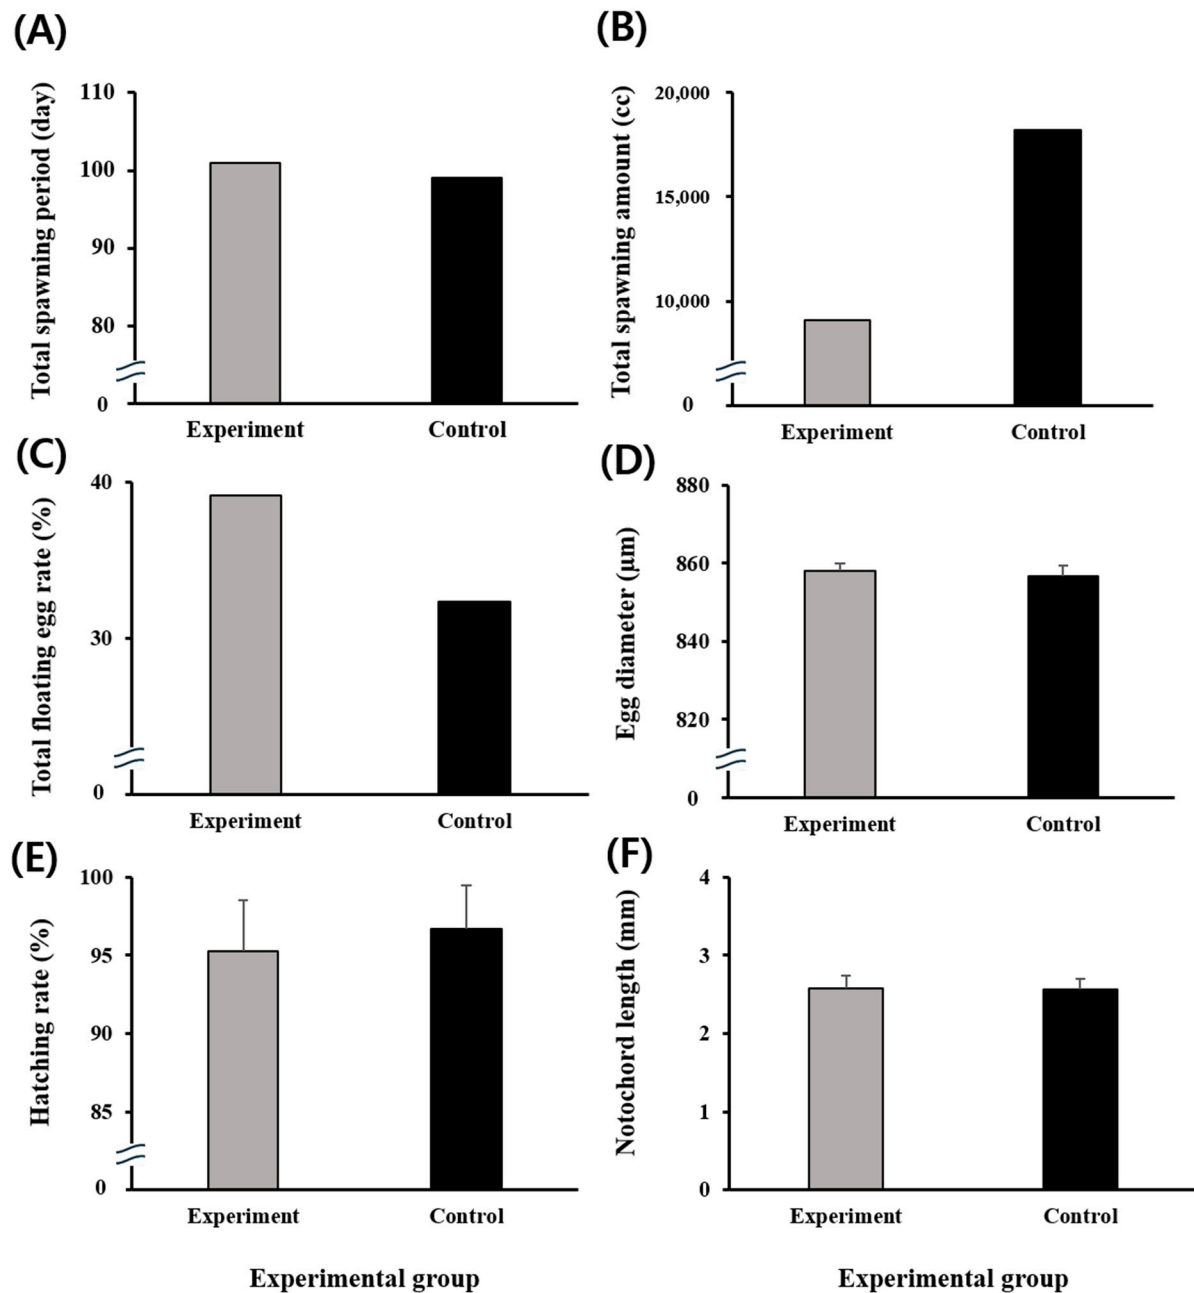 (A)
Total spawning period (day)
110
100
90
80
0
Experiment
Control
(B)
Total spawning amount (cc)
20,000
15,000
10,000
0
Experiment
Control
(C)
Total floating egg rate (%)
40
30
0
Experiment
Control
(D)
Egg diameter (μm)
880
860
840
820
0
Experiment
Control
(E)
Hatching rate (%)
100
95
90
85
0
Experiment
Control
Experimental group
(F)
Notochord length (mm)
4
3
2
1
0
Experiment
Control
Experimental group